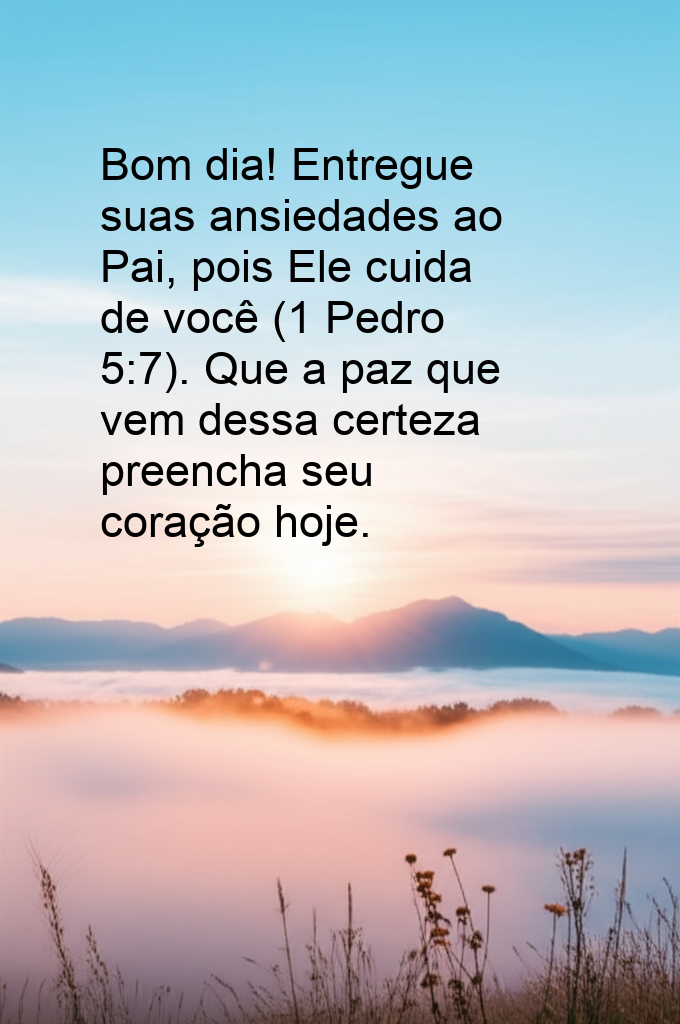 Bom dia! Entregue
suas ansiedades ao
Pai, pois Ele cuida
de você (1 Pedro
5:7). Que a paz que
vem dessa certeza
preencha seu
coração hoje.